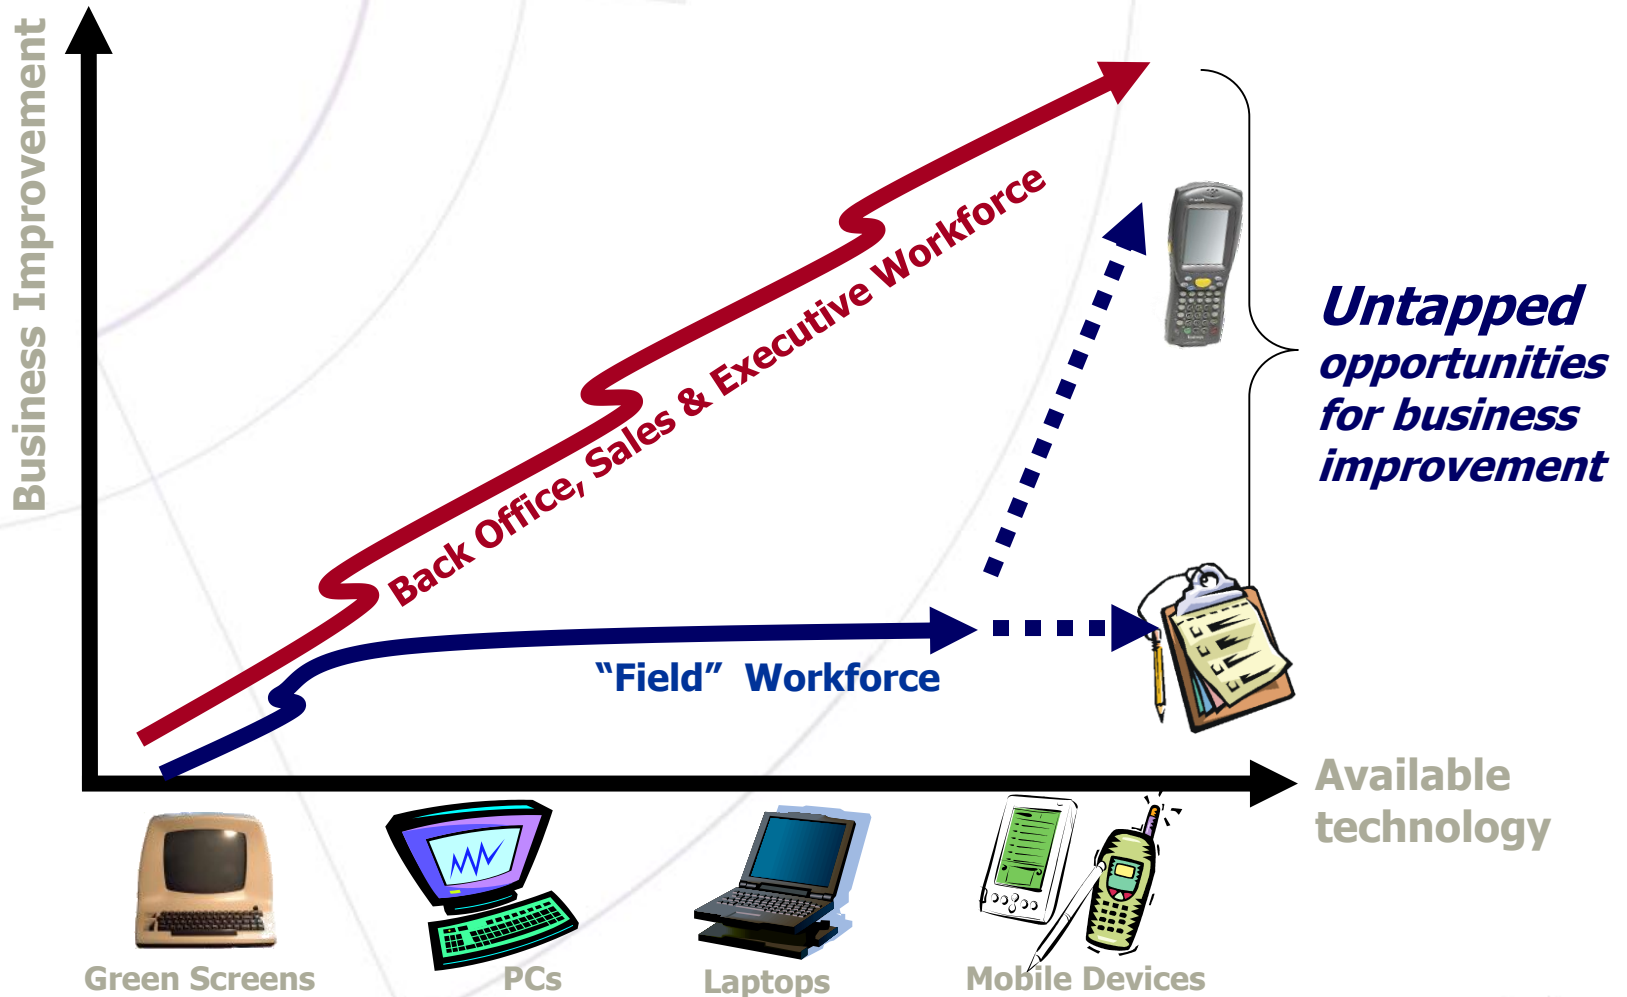 Business Improvement
Back Office, Sales & Executive Workforce
“Field” Workforce
Untapped
opportunities
for business
improvement
Available
technology
Green Screens
PCs
Laptops
Mobile Devices